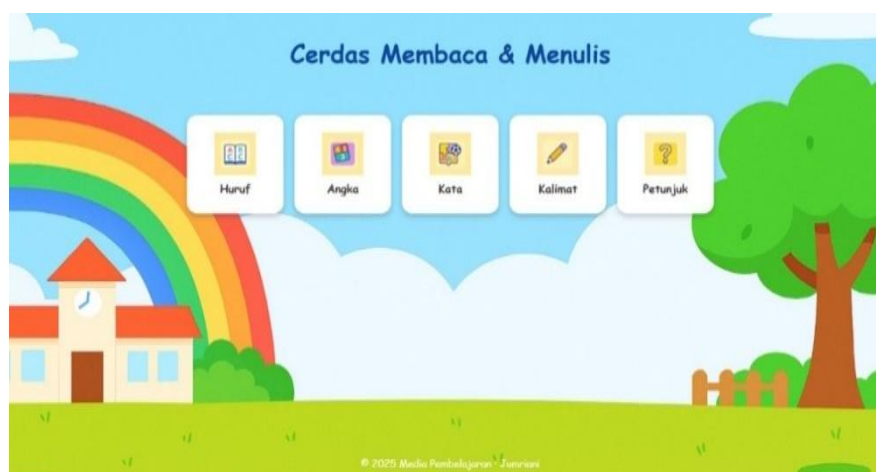 Cerdas Membaca & Menulis
Huruf
Angka
Kata
Kalimat
Petunjuk
© 2025 Media Pembelajaran - Jumriani